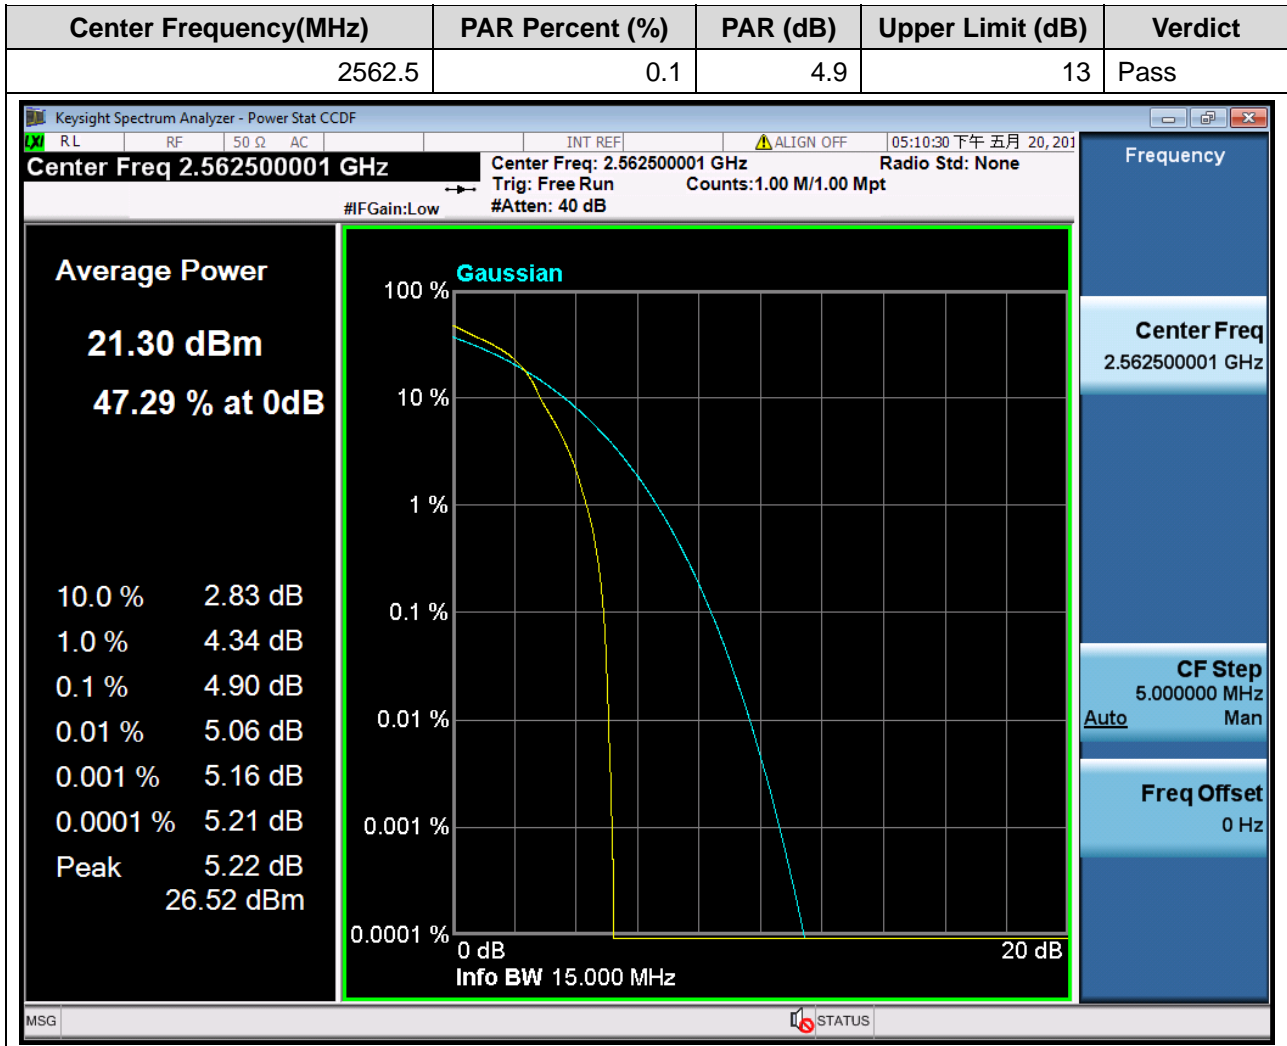 Center Frequency(MHz) PAR Percent (%) PAR (dB) Upper Limit (dB) Verdict
2562.5 0.1 4.9 13 Pass
Keysight Spectrum Analyzer - Power Stat CCDF
LXI RL RF 50 Ω AC INT REF ALIGN OFF 05:10:30 下午 五月 20, 201
Center Freq 2.562500001 GHz
Center Freq: 2.562500001 GHz Radio Std: None
Trig: Free Run Counts:1.00 M/1.00 Mpt
#IFGain:Low #Atten: 40 dB
Average Power
21.30 dBm
47.29 % at 0dB
10.0 % 2.83 dB
1.0 % 4.34 dB
0.1 % 4.90 dB
0.01 % 5.06 dB
0.001 % 5.16 dB
0.0001 % 5.21 dB
Peak 5.22 dB
26.52 dBm
Gaussian
100 %
10 %
1 %
0.1 %
0.01 %
0.001 %
0.0001 %
0 dB 20 dB
Info BW 15.000 MHz
Frequency
Center Freq
2.562500001 GHz
CF Step
5.000000 MHz
Auto Man
Freq Offset
0 Hz
MSG STATUS